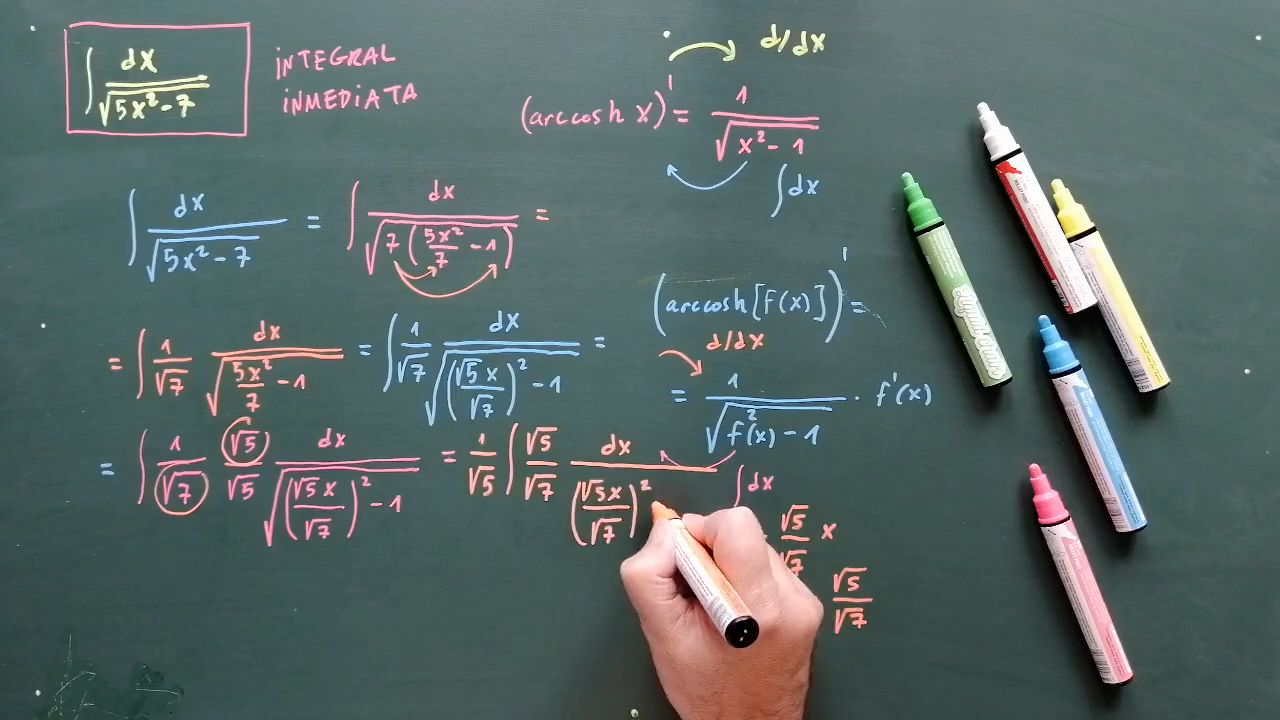 ∫ dx/√(5x²-7) INTEGRAL
INMEDIATA
d/dx
(arccosh x)' = 1/√(x²-1)
∫dx
∫ dx/√(5x²-7) = ∫ dx/√(7(5x²/7 - 1)) =
= ∫ 1/√7 dx/√(5x²/7 - 1) = ∫ 1/√7 dx/√((√5x/√7)² - 1) =
= ∫ 1/√7 √5/√5 dx/√((√5x/√7)² - 1) = 1/√5 ∫ √5/√7 dx/(√5x/√7)²
(arccosh[f(x)])' =
d/dx
= 1/√(f²(x) - 1) · f'(x)
∫dx
√5/√7 x
√5/√7